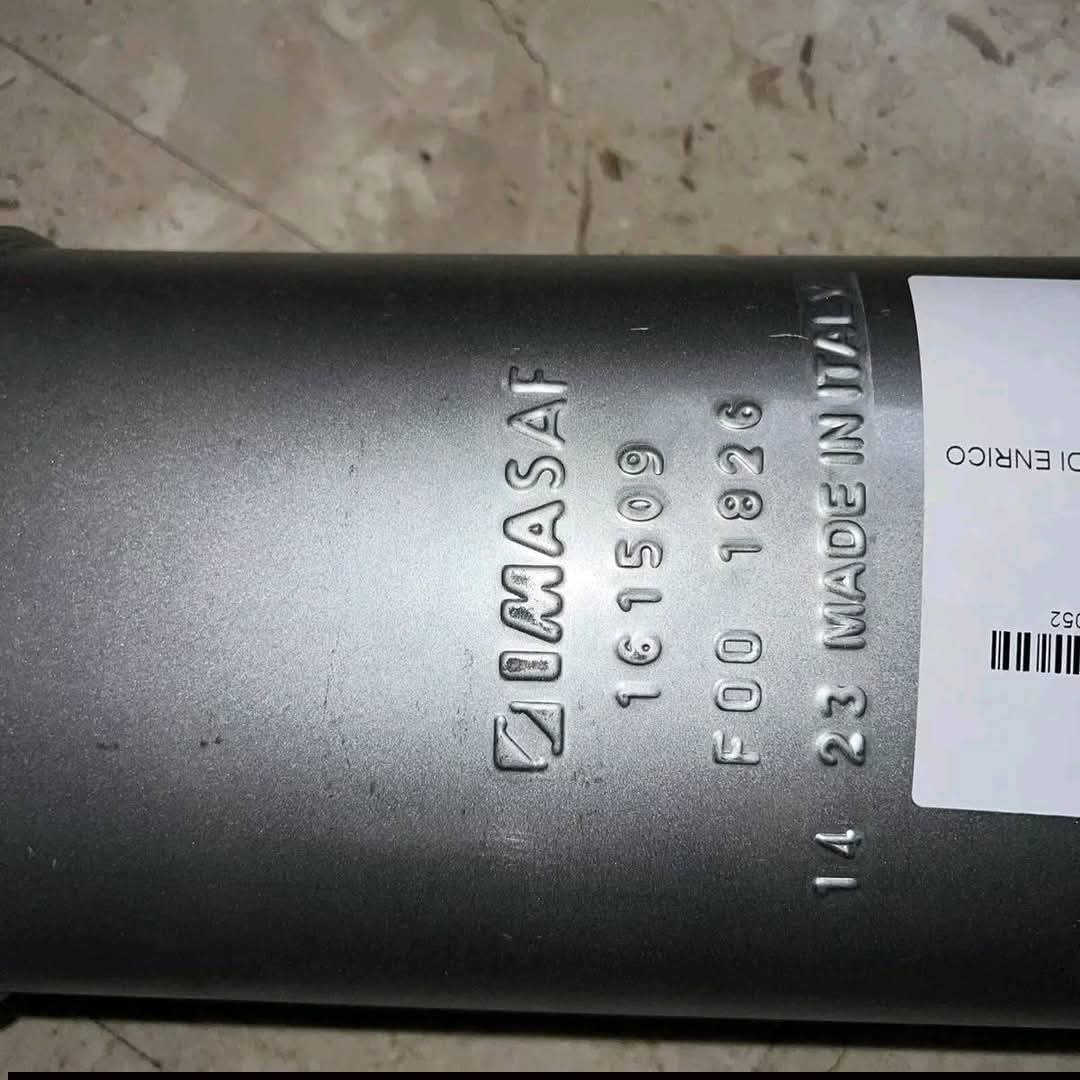 IMASAF
161509
F00 1826
14 23 MADE IN ITALY
DI ENRICO
052